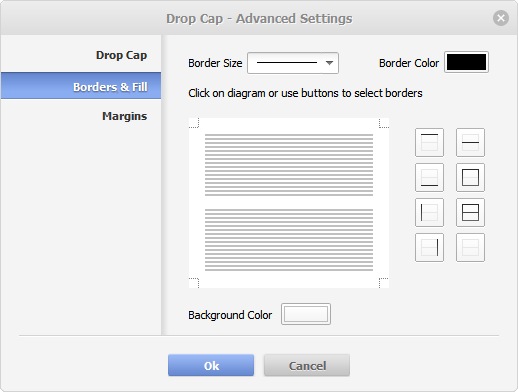 Drop Cap - Advanced Settings
Drop Cap
Borders & Fill
Margins
Border Size
Border Color
Click on diagram or use buttons to select borders
Background Color
Ok
Cancel